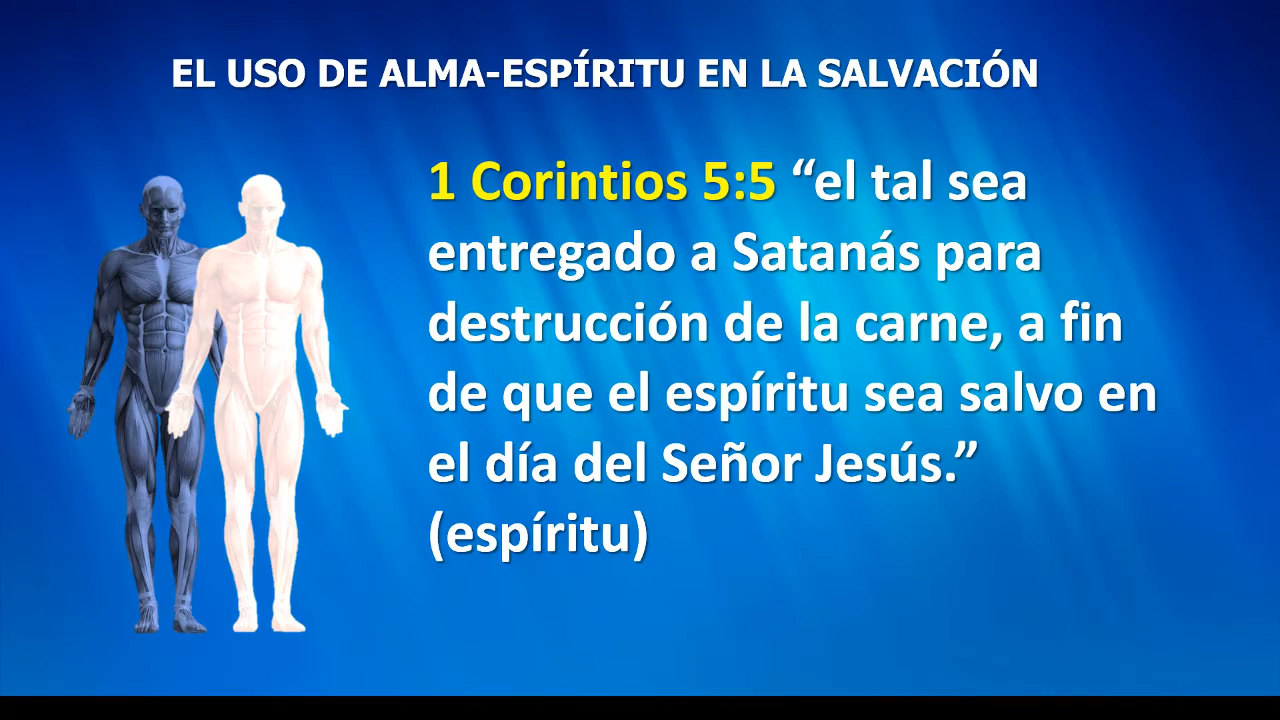 EL USO DE ALMA-ESPÍRITU EN LA SALVACIÓN
1 Corintios 5:5 “el tal sea
entregado a Satanás para
destrucción de la carne, a fin
de que el espíritu sea salvo en
el día del Señor Jesús.”
(espíritu)